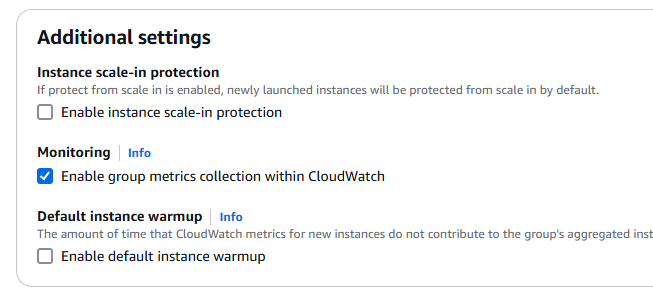 Additional settings
Instance scale-in protection
If protect from scale in is enabled, newly launched instances will be protected from scale in by default.
Enable instance scale-in protection
Monitoring Info
Enable group metrics collection within CloudWatch
Default instance warmup Info
The amount of time that CloudWatch metrics for new instances do not contribute to the group's aggregated inst
Enable default instance warmup